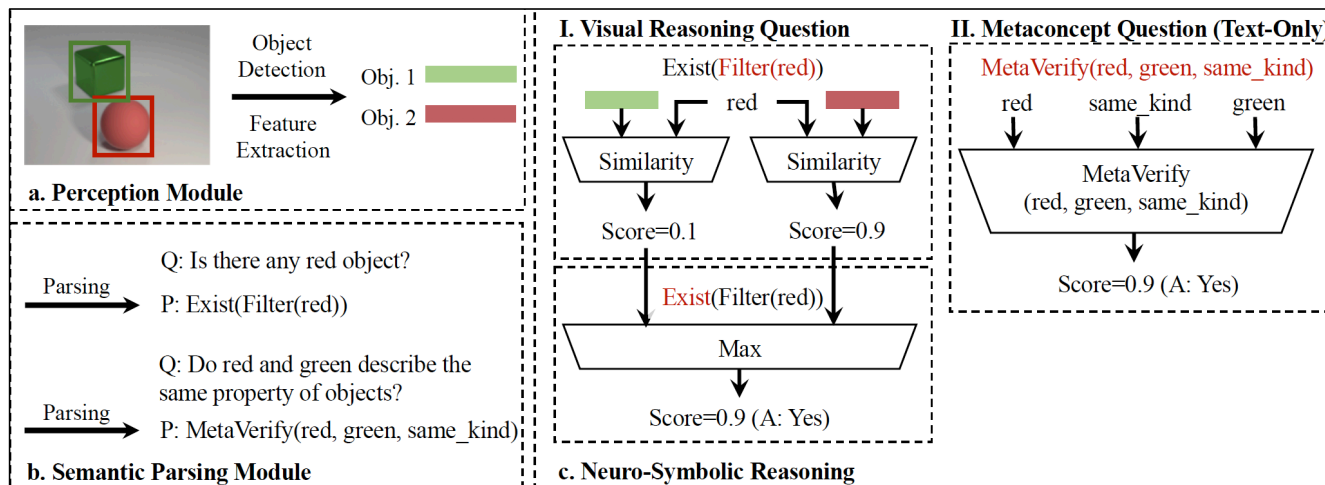 Object
Detection
Feature
Extraction
Obj. 1
Obj. 2
a. Perception Module
Parsing
Q: Is there any red object?
P: Exist(Filter(red))
Parsing
Q: Do red and green describe the
same property of objects?
P: MetaVerify(red, green, same_kind)
b. Semantic Parsing Module
I. Visual Reasoning Question
Exist(Filter(red))
red
Similarity
Similarity
Score=0.1
Score=0.9
Exist(Filter(red))
Max
Score=0.9 (A: Yes)
c. Neuro-Symbolic Reasoning
II. Metaconcept Question (Text-Only)
MetaVerify(red, green, same_kind)
red
same_kind
green
MetaVerify
(red, green, same_kind)
Score=0.9 (A: Yes)